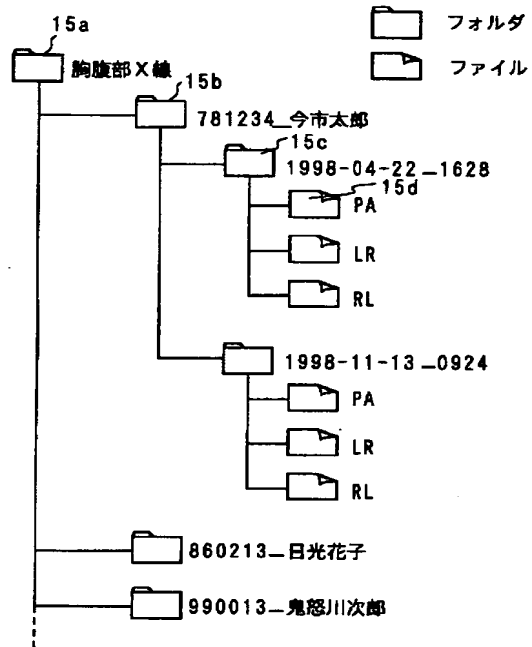 15a
フォルダ
胸腹部X線
ファイル
15b
781234_今市太郎
15c
1998-04-22_1628
15d
PA
LR
RL
1998-11-13_0924
PA
LR
RL
860213_日光花子
990013_鬼怒川次郎